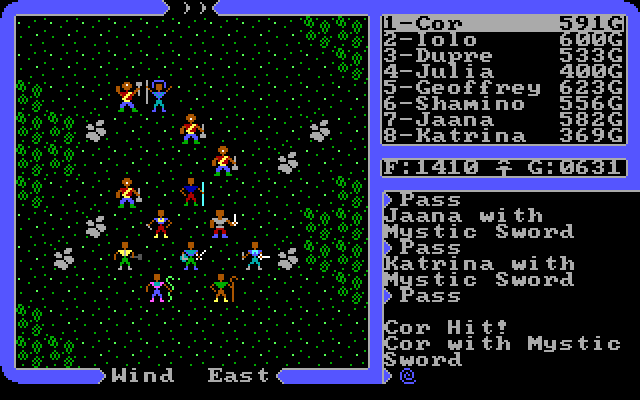 1-Cor 591G
2-Iolo 600G
3-Dupre 533G
4-Julia 400G
5-Geoffrey 623G
6-Shamino 556G
7-Jaana 582G
8-Katrina 369G
F:1410 G:0631
Pass
Jaana with
Mystic Sword
Pass
Katrina with
Mystic Sword
Pass
Cor Hit!
Cor with Mystic
Sword
Wind East